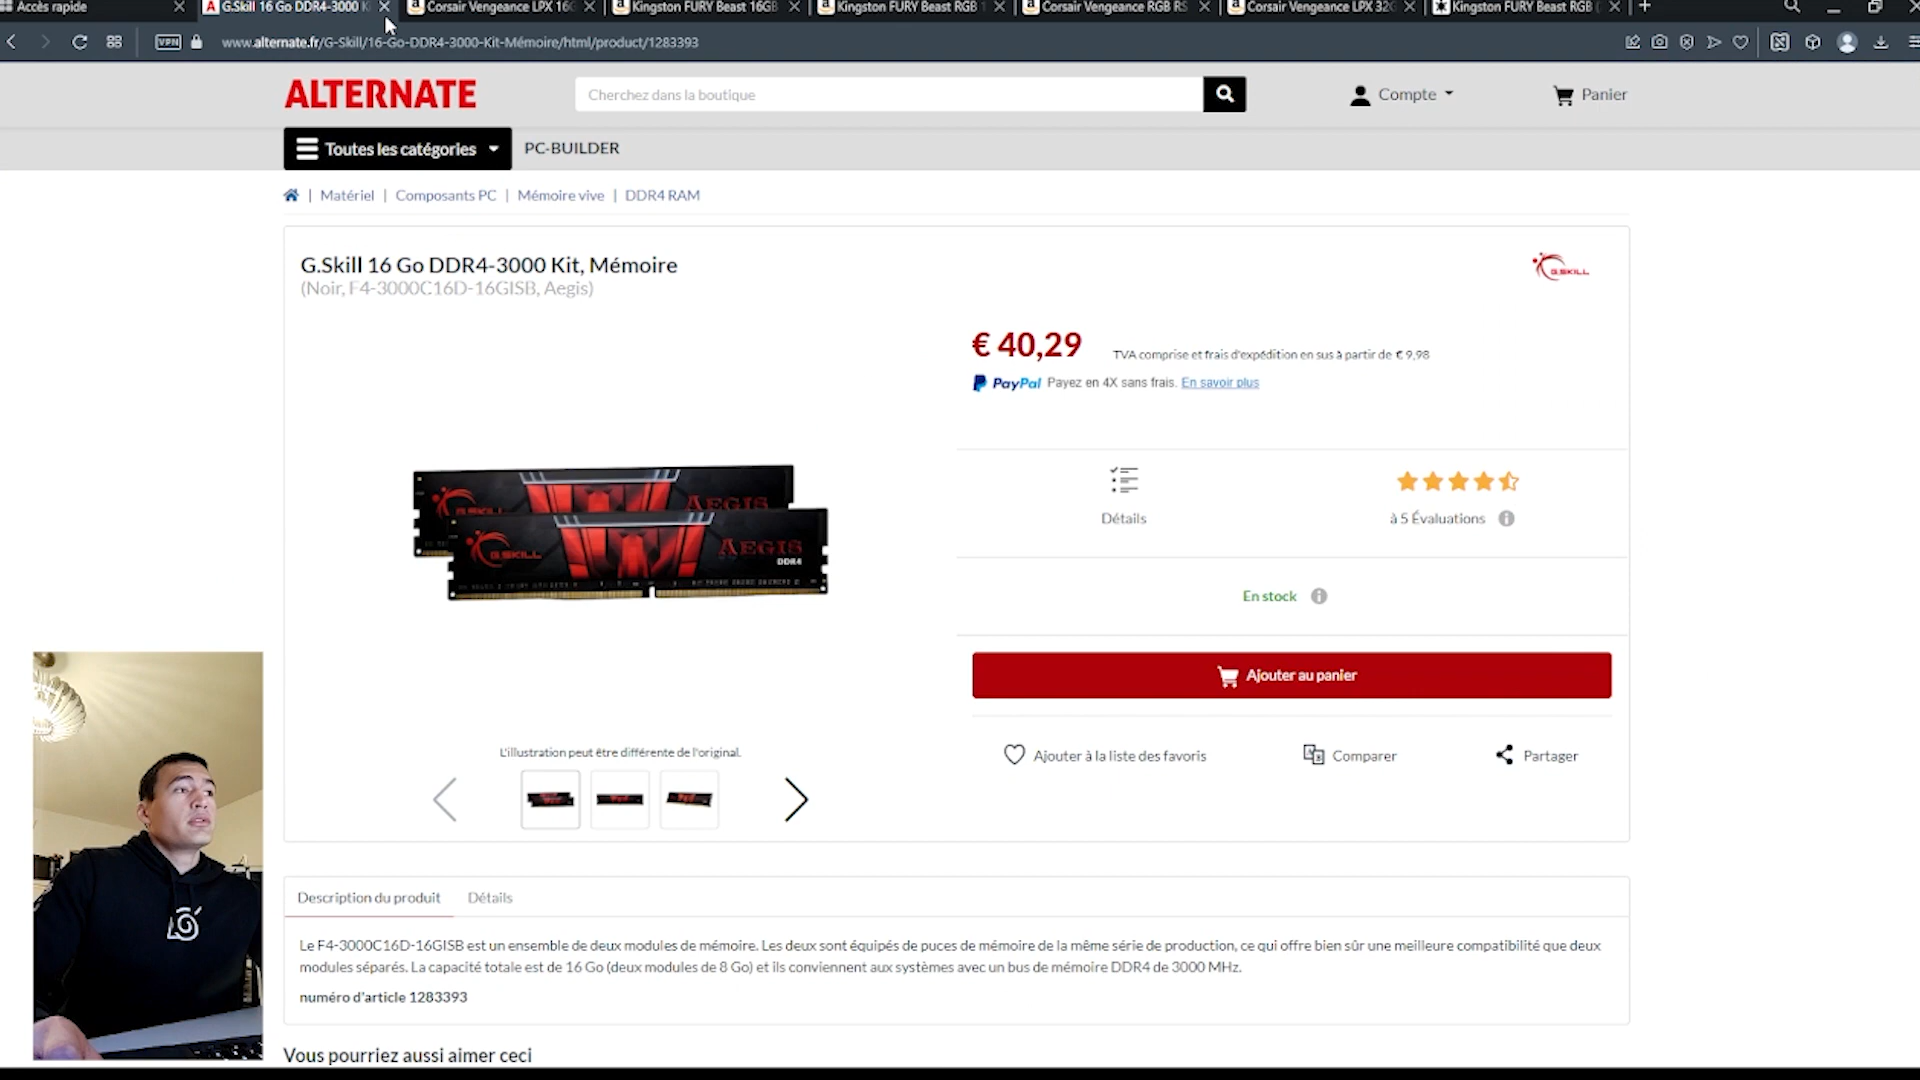 Accès rapide
G.Skill 16 Go DDR4-3000 K
Corsair Vengeance LPX 16G
Kingston FURY Beast 16GB
Kingston FURY Beast RGB 1
Corsair Vengeance RGB RS
Corsair Vengeance LPX 32G
Kingston FURY Beast RGB (
VPN
www.alternate.fr/G-Skill/16-Go-DDR4-3000-Kit-Mémoire/html/product/1283393
ALTERNATE
Cherchez dans la boutique
Compte
Panier
Toutes les catégories
PC-BUILDER
| Matériel | Composants PC | Mémoire vive | DDR4 RAM
G.Skill 16 Go DDR4-3000 Kit, Mémoire
(Noir, F4-3000C16D-16GISB, Aegis)
G.SKILL
€ 40,29
TVA comprise et frais d'expédition en sus à partir de € 9,98
PayPal Payez en 4X sans frais. En savoir plus
G.SKILL
AEGIS
G.SKILL
AEGIS
DDR4
Détails
à 5 Évaluations
En stock
Ajouter au panier
Ajouter à la liste des favoris
Comparer
Partager
L'illustration peut être différente de l'original.
Description du produit
Détails
Le F4-3000C16D-16GISB est un ensemble de deux modules de mémoire. Les deux sont équipés de puces de mémoire de la même série de production, ce qui offre bien sûr une meilleure compatibilité que deux
modules séparés. La capacité totale est de 16 Go (deux modules de 8 Go) et ils conviennent aux systèmes avec un bus de mémoire DDR4 de 3000 MHz.
numéro d'article 1283393
Vous pourriez aussi aimer ceci